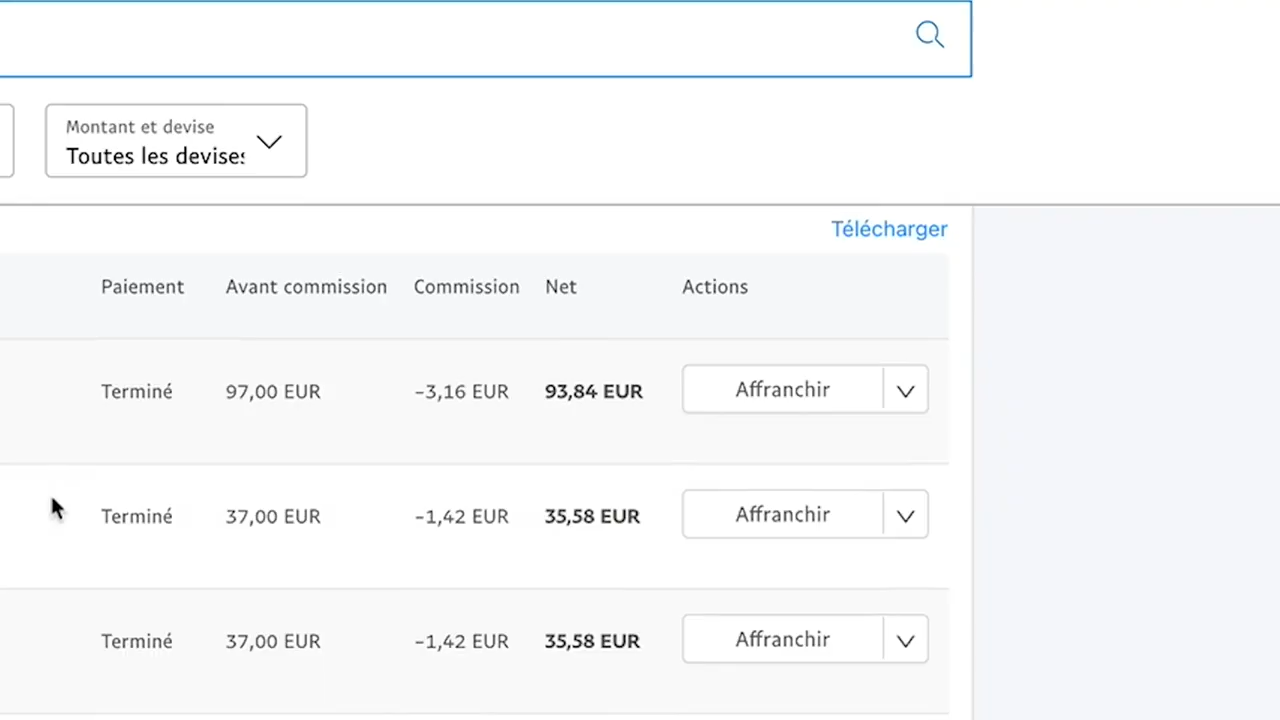 Montant et devise
Toutes les devises
Télécharger
Paiement Avant commission Commission Net Actions
Terminé 97,00 EUR -3,16 EUR 93,84 EUR Affranchir
Terminé 37,00 EUR -1,42 EUR 35,58 EUR Affranchir
Terminé 37,00 EUR -1,42 EUR 35,58 EUR Affranchir